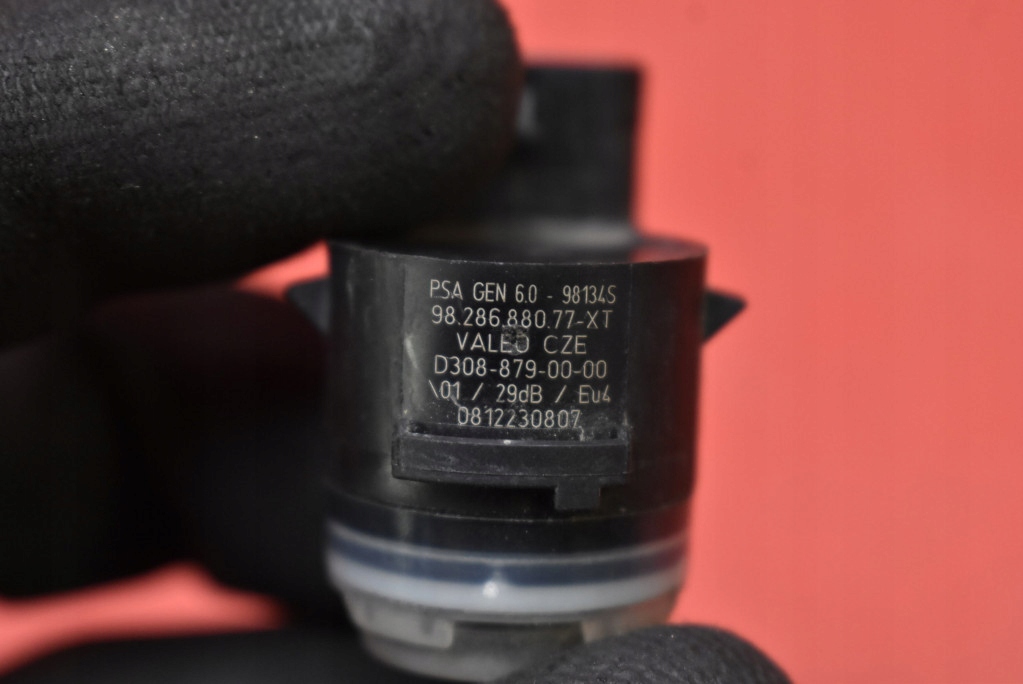 PSA GEN 6.0 - 98134S
98.286.880.77-XT
VALEO CZE
D308-879-00-00
\01 / 29dB / Eu4
0812230807